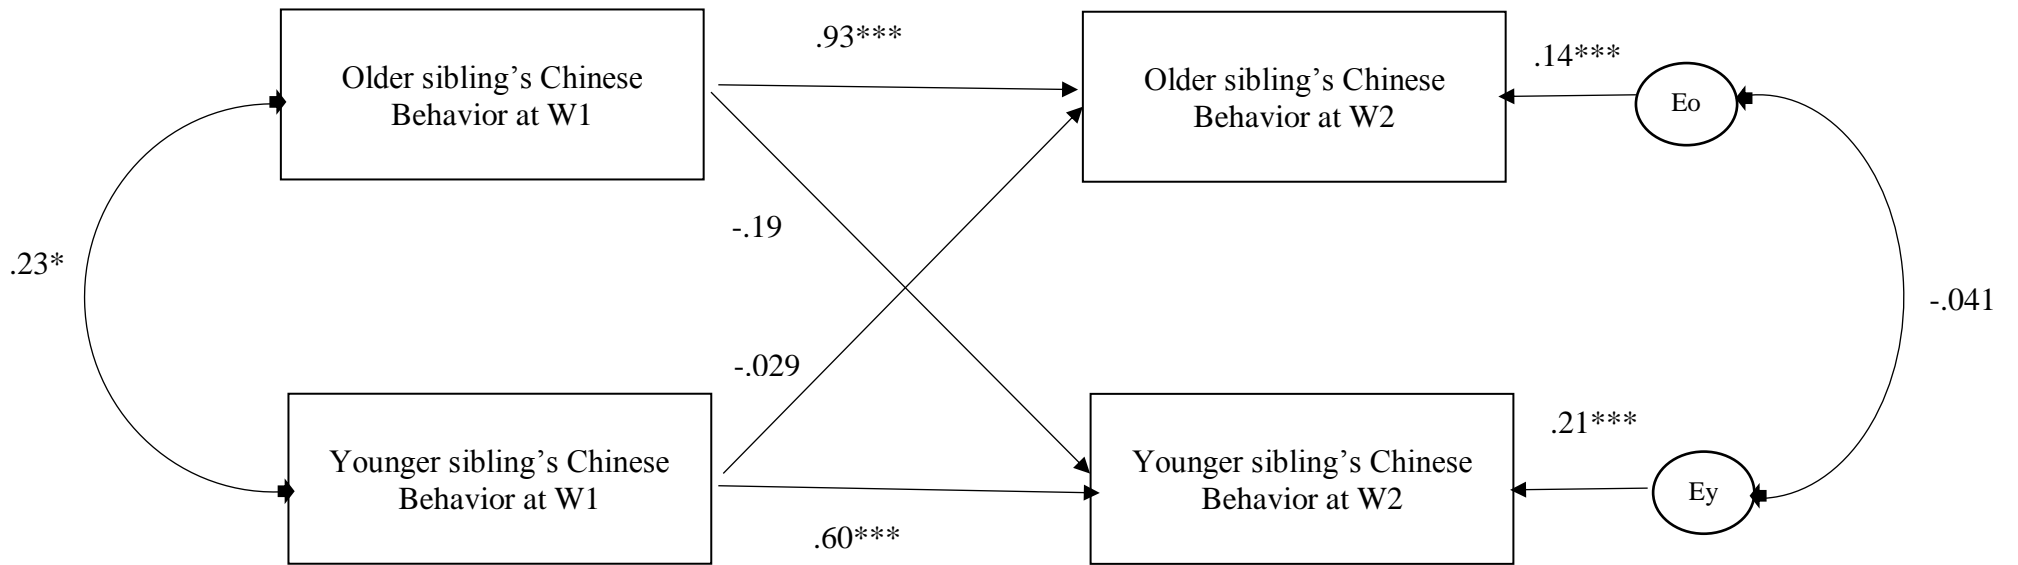 .93***
.14***
Older sibling’s Chinese
Behavior at W1
Older sibling’s Chinese
Behavior at W2
Eo
-.19
.23*
-.041
-.029
.21***
Younger sibling’s Chinese
Behavior at W1
Younger sibling’s Chinese
Behavior at W2
Ey
.60***